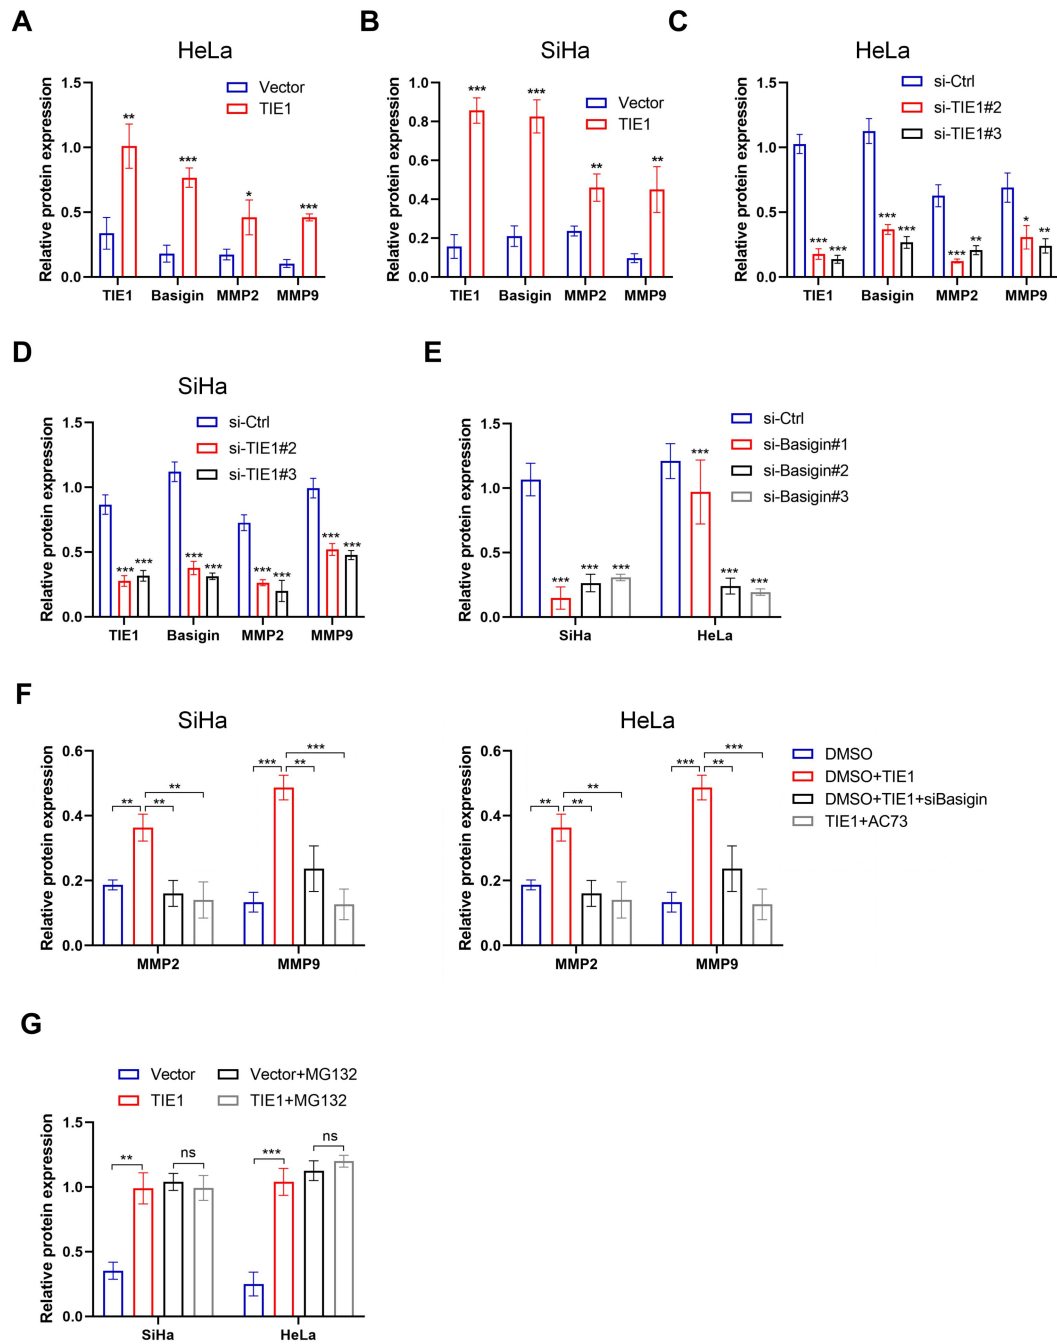 A
HeLa
Relative protein expression
1.5
1.0
0.5
0.0
Vector
TIE1
**
***
*
***
TIE1 Basigin MMP2 MMP9
B
SiHa
Relative protein expression
1.0
0.8
0.6
0.4
0.2
0.0
Vector
TIE1
***
***
**
**
TIE1 Basigin MMP2 MMP9
C
HeLa
Relative protein expression
1.5
1.0
0.5
0.0
si-Ctrl
si-TIE1#2
si-TIE1#3
*** ***
*** ***
*** **
* **
TIE1 Basigin MMP2 MMP9
D
SiHa
Relative protein expression
1.5
1.0
0.5
0.0
si-Ctrl
si-TIE1#2
si-TIE1#3
*** ***
*** ***
*** ***
*** ***
TIE1 Basigin MMP2 MMP9
E
Relative protein expression
1.5
1.0
0.5
0.0
si-Ctrl
si-Basigin#1
si-Basigin#2
si-Basigin#3
*** *** ***
*** *** ***
SiHa HeLa
F
SiHa
Relative protein expression
0.6
0.4
0.2
0.0
** ** **
*** ** ***
MMP2 MMP9
HeLa
Relative protein expression
0.6
0.4
0.2
0.0
** ** **
*** ** ***
MMP2 MMP9
DMSO
DMSO+TIE1
DMSO+TIE1+siBasigin
TIE1+AC73
G
Vector Vector+MG132
TIE1 TIE1+MG132
Relative protein expression
1.5
1.0
0.5
0.0
** ns
*** ns
SiHa HeLa